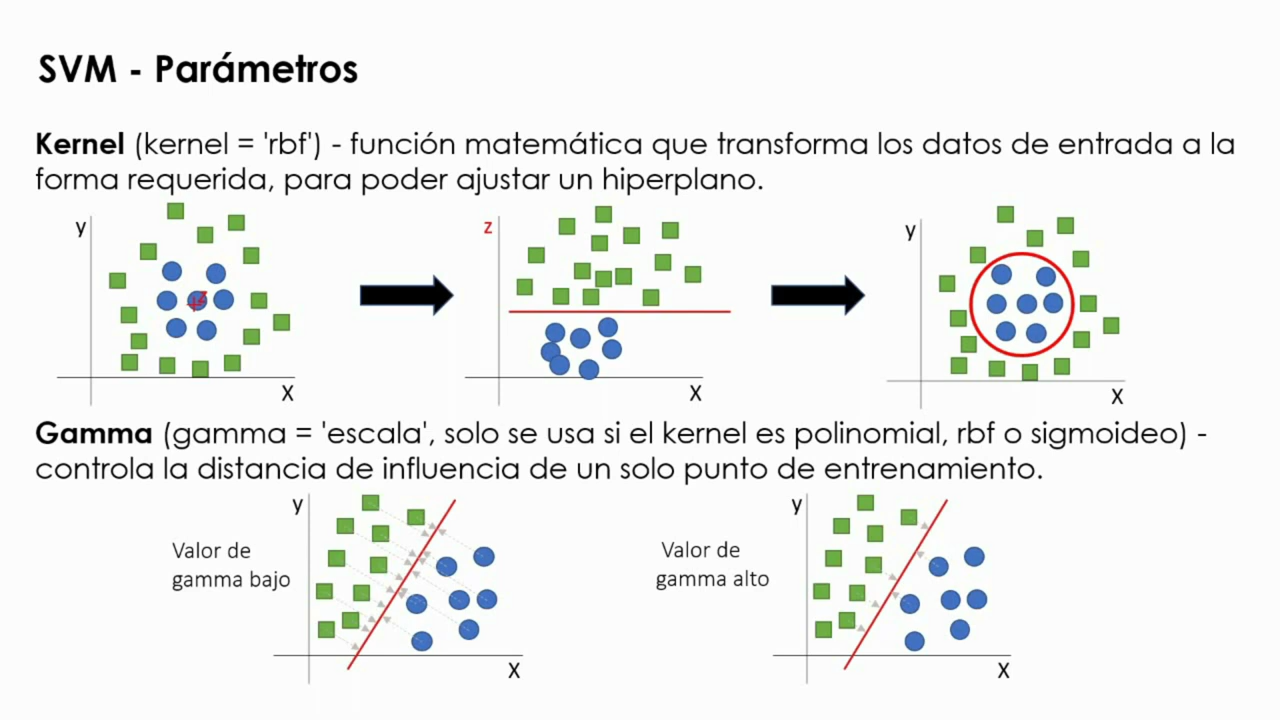 SVM - Parámetros
Kernel (kernel = 'rbf') - función matemática que transforma los datos de entrada a la
forma requerida, para poder ajustar un hiperplano.
y
z
X
z
X
y
X
Gamma (gamma = 'escala', solo se usa si el kernel es polinomial, rbf o sigmoideo) -
controla la distancia de influencia de un solo punto de entrenamiento.
y
Valor de
gamma bajo
X
y
Valor de
gamma alto
X